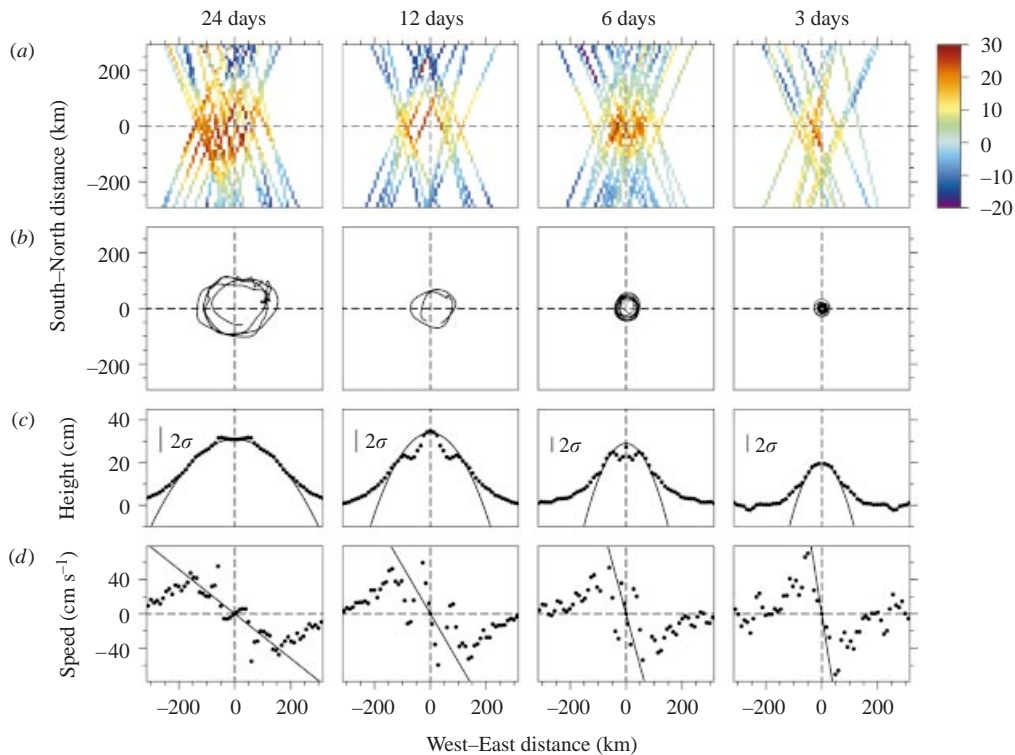 24 days 12 days 6 days 3 days
(a)
200
0
–200
30
20
10
0
–10
–20
South–North distance (km)
(b)
200
0
–200
(c)
Height (cm)
40
20
0
2σ 2σ 2σ 2σ
(d)
Speed (cm s⁻¹)
40
0
–40
–200 0 200 –200 0 200 –200 0 200 –200 0 200
West–East distance (km)